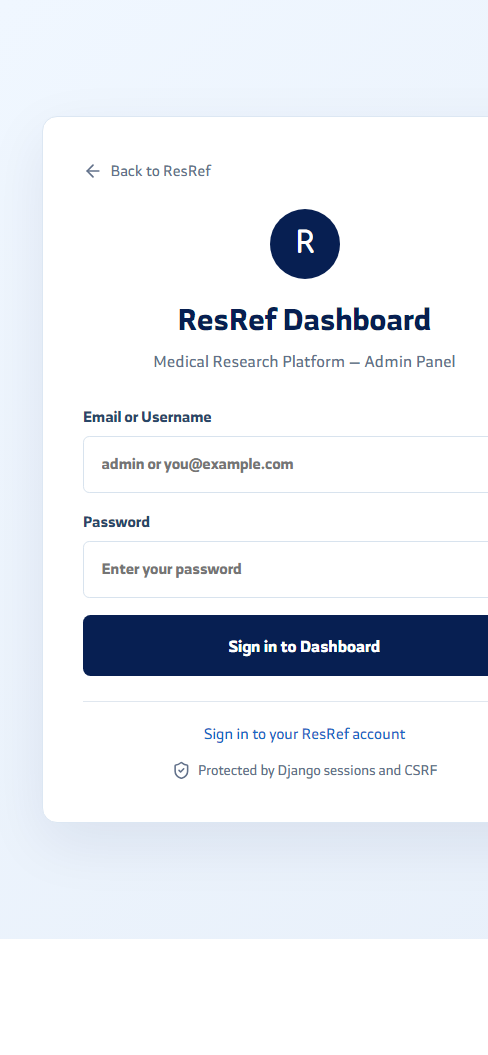 Back to ResRef
R
ResRef Dashboard
Medical Research Platform — Admin Panel
Email or Username
admin or you@example.com
Password
Enter your password
Sign in to Dashboard
Sign in to your ResRef account
Protected by Django sessions and CSRF